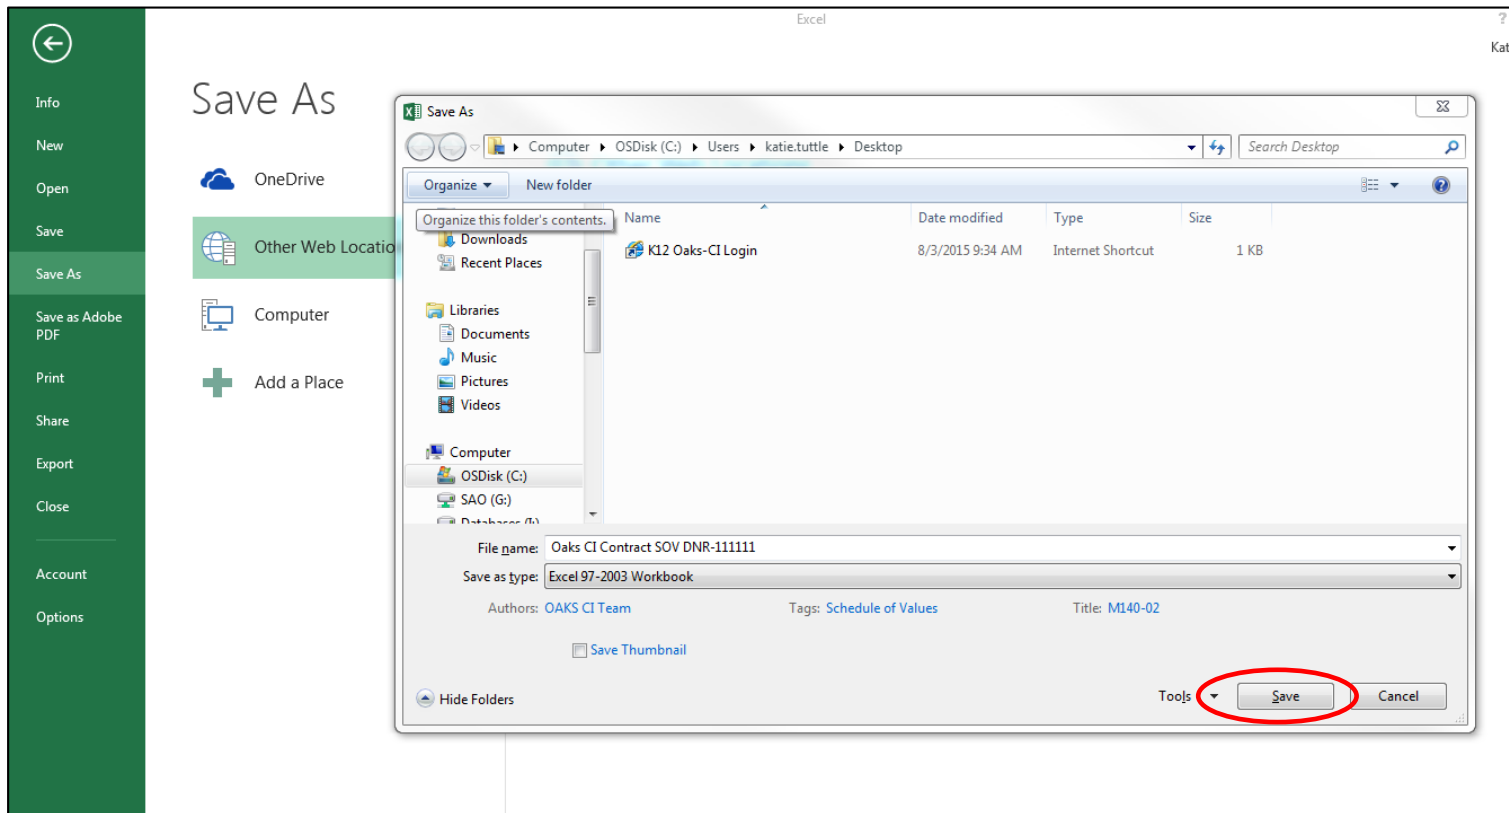 Excel
?
Kat
Info
New
Open
Save
Save As
Save as Adobe
PDF
Print
Share
Export
Close
Account
Options
Save As
OneDrive
Other Web Locatio
Computer
Add a Place
Save As
Computer OSDisk (C:) Users katie.tuttle Desktop
Search Desktop
Organize New folder
Organize this folder's contents.
Downloads
Recent Places
Libraries
Documents
Music
Pictures
Videos
Computer
OSDisk (C:)
SAO (G:)
Databases (I:)
Name Date modified Type Size
K12 Oaks-CI Login 8/3/2015 9:34 AM Internet Shortcut 1 KB
File name: Oaks CI Contract SOV DNR-111111
Save as type: Excel 97-2003 Workbook
Authors: OAKS CI Team Tags: Schedule of Values Title: M140-02
Save Thumbnail
Hide Folders
Tools Save Cancel